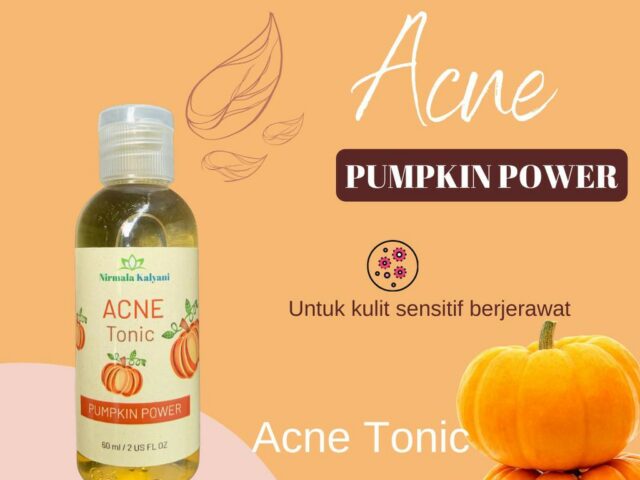 Acne
PUMPKIN POWER
Untuk kulit sensitif berjerawat
Nirmala Kalyani
ACNE
Tonic
PUMPKIN POWER
60 ml / 2 US FL OZ
Acne Tonic